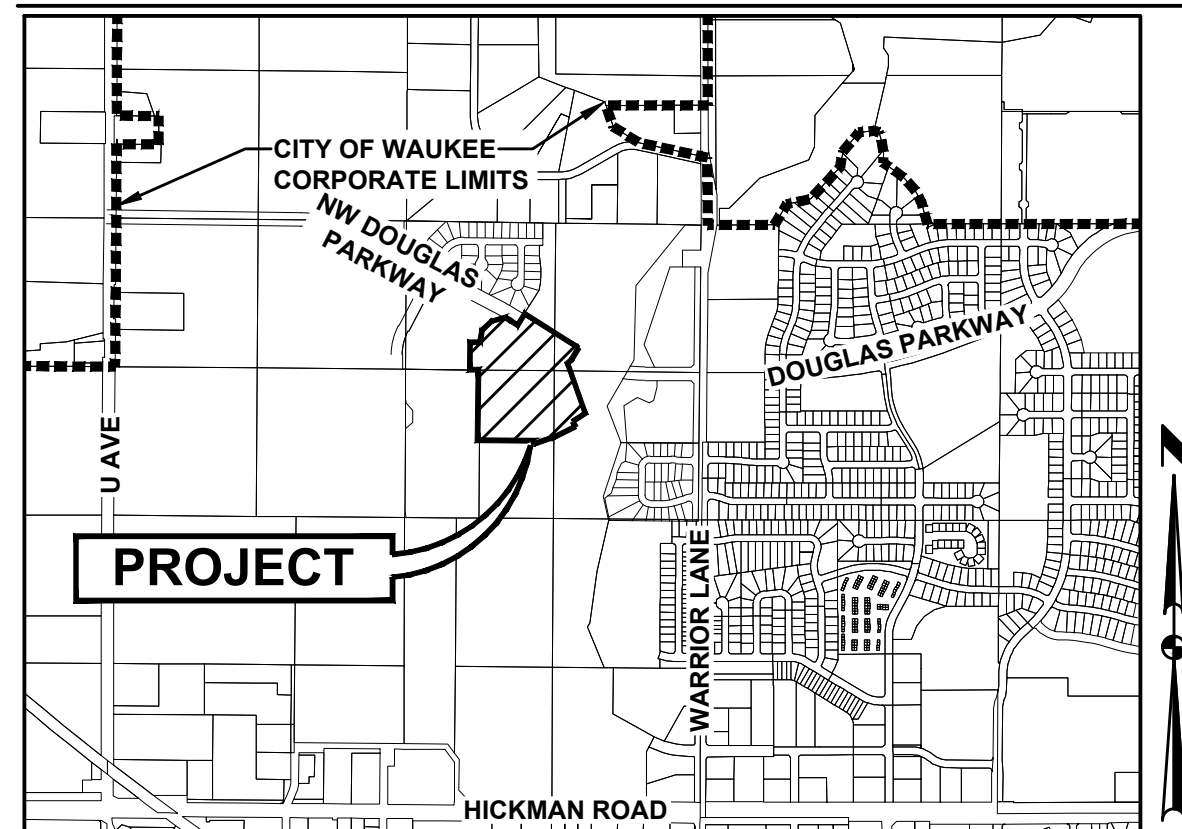 CITY OF WAUKEE
CORPORATE LIMITS
NW DOUGLAS
PARKWAY
DOUGLAS PARKWAY
U AVE
PROJECT
WARRIOR LANE
HICKMAN ROAD
N